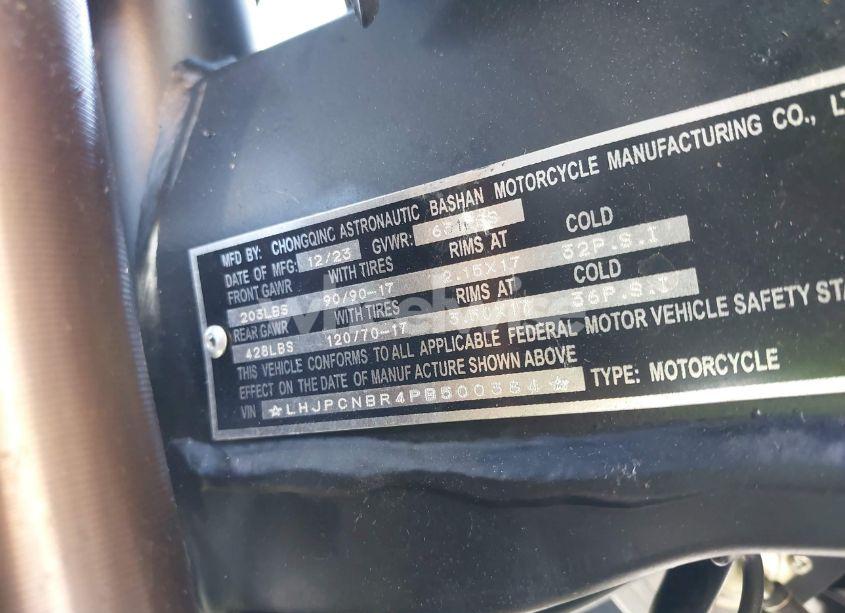 MFD BY: CHONGQING ASTRONAUTIC BASHAN MOTORCYCLE MANUFACTURING CO.,
DATE OF MFG: 12/23 GVWR:
FRONT GAWR WITH TIRES RIMS AT COLD
203LBS 90/90-17 2.15X17 32P.S.I
REAR GAWR WITH TIRES RIMS AT COLD
428LBS 120/70-17 36P.S.I
THIS VEHICLE CONFORMS TO ALL APPLICABLE FEDERAL MOTOR VEHICLE SAFETY
EFFECT ON THE DATE OF MANUFACTURE SHOWN ABOVE
VIN ☆LHJPCNBR4PB500354☆ TYPE: MOTORCYCLE